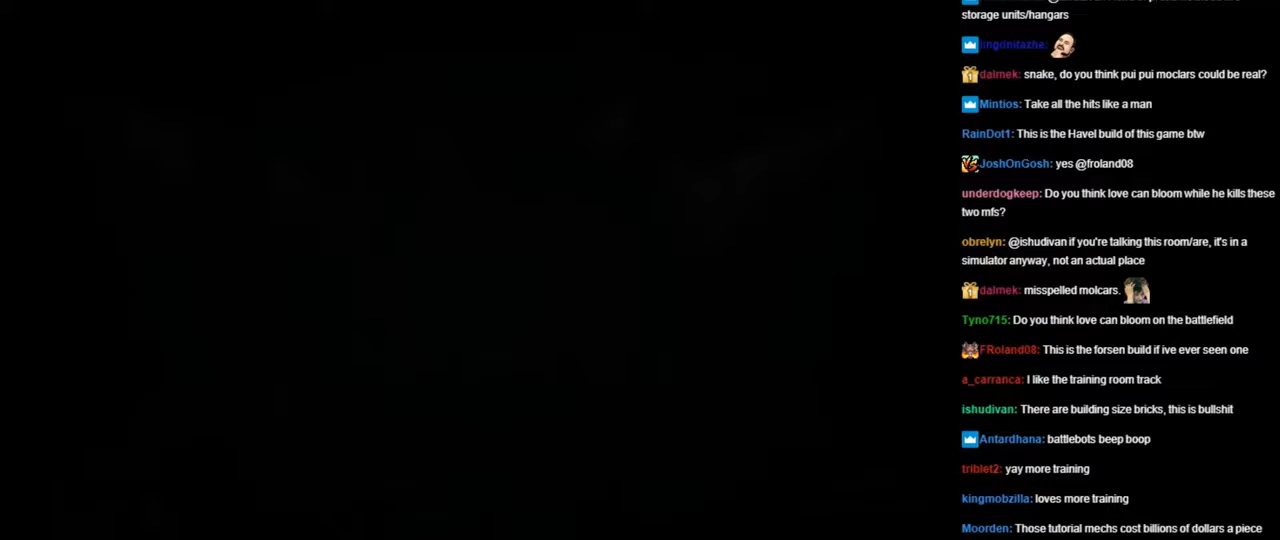 storage units/hangars
lingdnitazhe:
dalmek: snake, do you think pui pui moclars could be real?
Mintios: Take all the hits like a man
RainDot1: This is the Havel build of this game btw
JoshOnGosh: yes @froland08
underdogkeep: Do you think love can bloom while he kills these
two mfs?
obrelyn: @ishudivan if you're talking this room/are, it's in a
simulator anyway, not an actual place
dalmek: misspelled molcars.
Tyno715: Do you think love can bloom on the battlefield
FRoland08: This is the forsen build if ive ever seen one
a_carranca: I like the training room track
ishudivan: There are building size bricks, this is bullshit
Antardhana: battlebots beep boop
triblet2: yay more training
kingmobzilla: loves more training
Moorden: Those tutorial mechs cost billions of dollars a piece